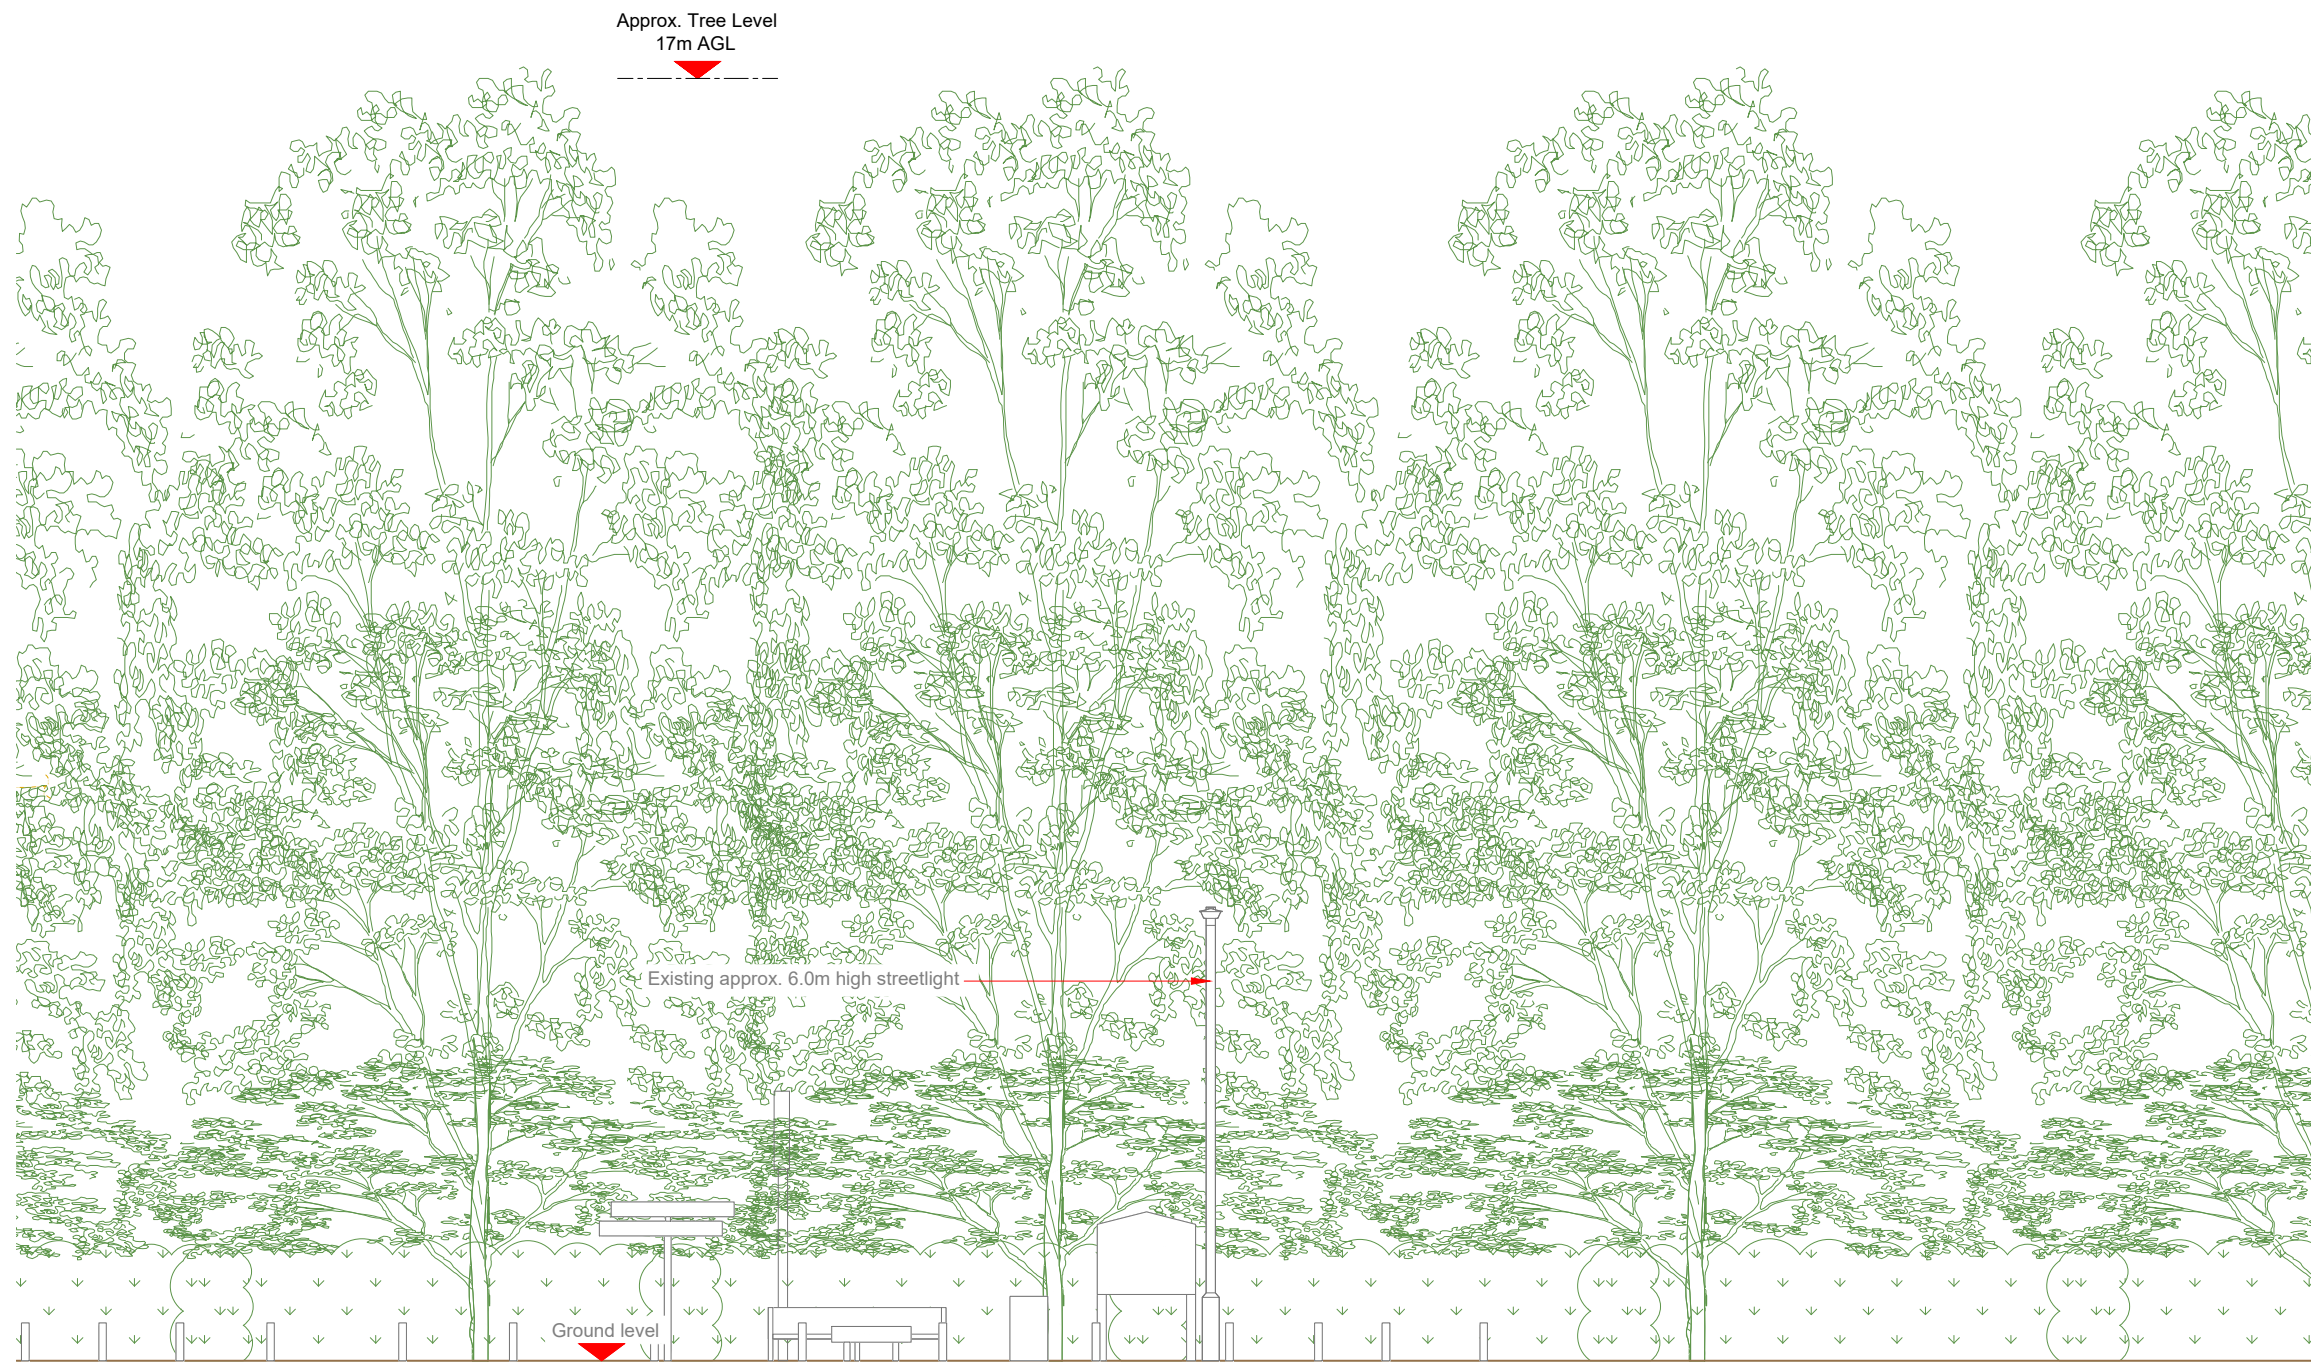 Approx. Tree Level
17m AGL
Existing approx. 6.0m high streetlight
Ground level